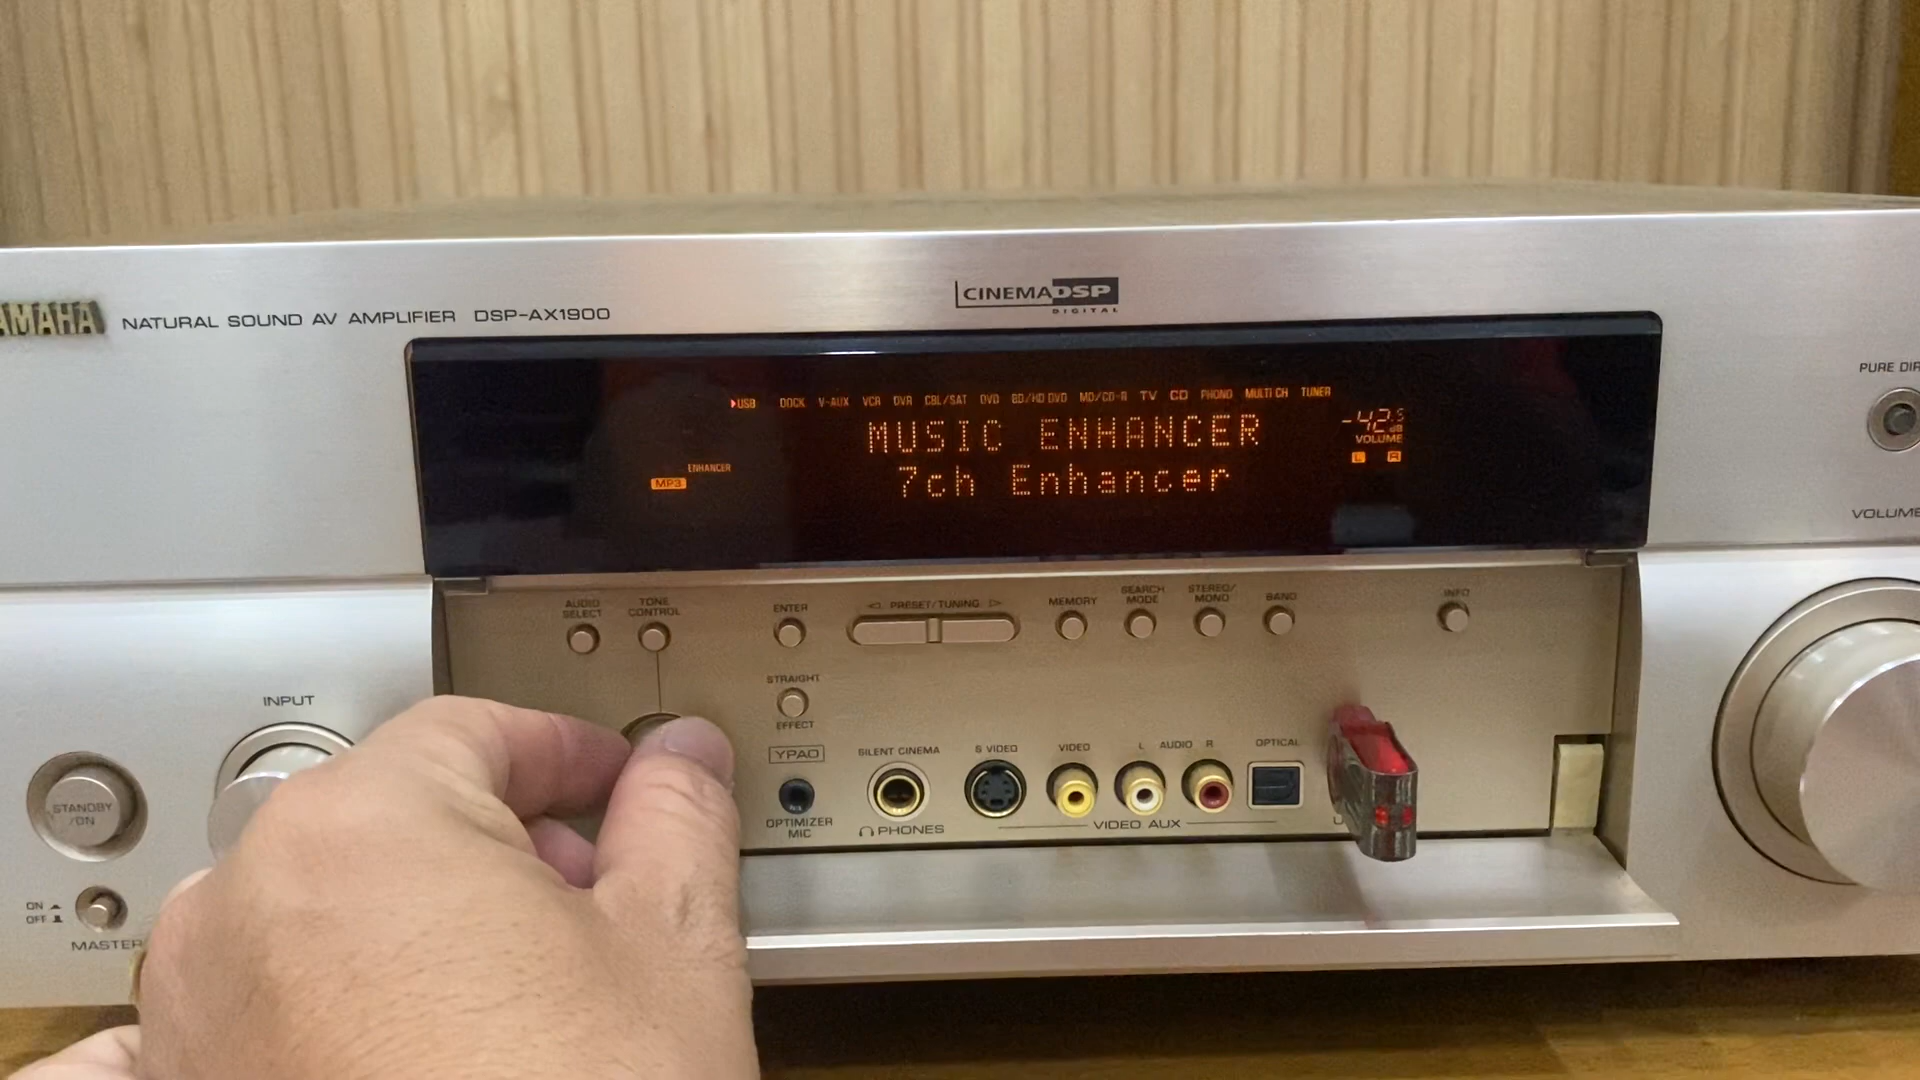 AMAHA NATURAL SOUND AV AMPLIFIER DSP-AX1900
CINEMA DSP
DIGITAL
PURE DIR
USB DOCK V-AUX VCR DVR CBL/SAT DVD BD/HD DVD MD/CD-R TV CD PHONO MULTI CH TUNER
MUSIC ENHANCER
-42.5 dB
VOLUME
L R
ENHANCER
MP3
7ch Enhancer
VOLUME
AUDIO SELECT
TONE CONTROL
ENTER
PRESET/TUNING
MEMORY
SEARCH MODE
STEREO/MONO
BAND
INFO
STRAIGHT
EFFECT
INPUT
YPAO
SILENT CINEMA
S VIDEO
VIDEO
L AUDIO R
OPTICAL
STANDBY
/ON
OPTIMIZER
MIC
PHONES
VIDEO AUX
U
ON
OFF
MASTER